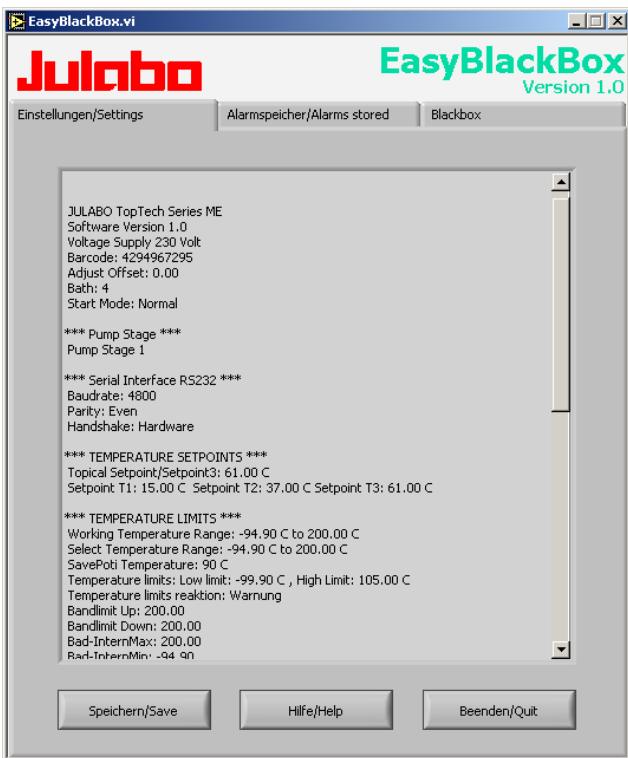 EasyBlackBox.vi
Julabo
EasyBlackBox
Version 1.0
Einstellungen/Settings
Alarmspeicher/Alarms stored
Blackbox
JULABO TopTech Series ME
Software Version 1.0
Voltage Supply 230 Volt
Barcode: 4294967295
Adjust Offset: 0.00
Bath: 4
Start Mode: Normal
*** Pump Stage ***
Pump Stage 1
*** Serial Interface RS232 ***
Baudrate: 4800
Parity: Even
Handshake: Hardware
*** TEMPERATURE SETPOINTS ***
Topical Setpoint/Setpoint3: 61.00 C
Setpoint T1: 15.00 C Setpoint T2: 37.00 C Setpoint T3: 61.00 C
*** TEMPERATURE LIMITS ***
Working Temperature Range: -94.90 C to 200.00 C
Select Temperature Range: -94.90 C to 200.00 C
SavePoti Temperature: 90 C
Temperature limits: Low limit: -99.90 C , High Limit: 105.00 C
Temperature limits reaktion: Warnung
Bandlimit Up: 200.00
Bandlimit Down: 200.00
Bad-InternMax: 200.00
Bad-InternMin: -94.90
Speichern/Save
Hilfe/Help
Beenden/Quit